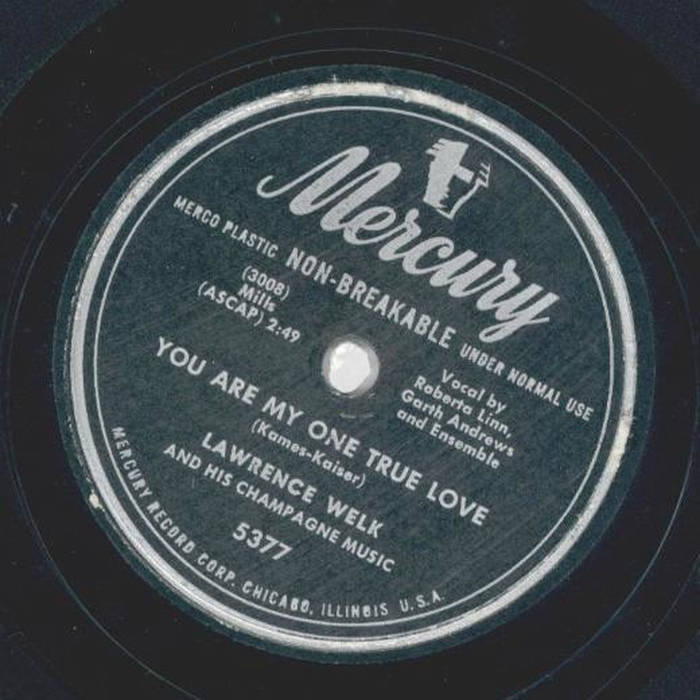 Mercury
MERCO PLASTIC NON-BREAKABLE UNDER NORMAL USE
(3008)
Mills
(ASCAP) 2:49
Vocal by
Roberta Linn,
Garth Andrews
and Ensemble
YOU ARE MY ONE TRUE LOVE
(Kames-Kaiser)
LAWRENCE WELK
AND HIS CHAMPAGNE MUSIC
5377
MERCURY RECORD CORP. CHICAGO, ILLINOIS U.S.A.